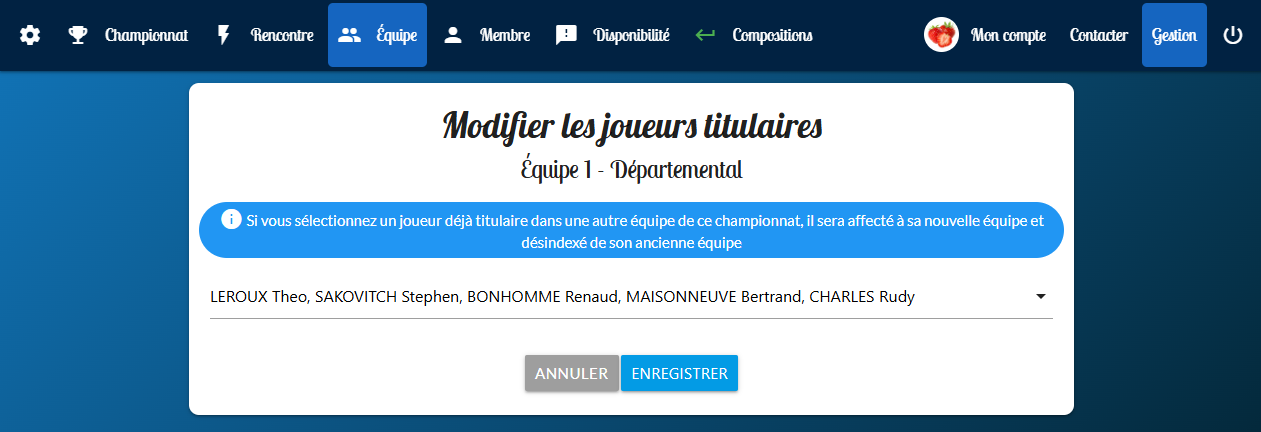 Championnat Rencontre Équipe Membre Disponibilité Compositions Mon compte Contacter Gestion
Modifier les joueurs titulaires
Équipe 1 - Départemental
Si vous sélectionnez un joueur déjà titulaire dans une autre équipe de ce championnat, il sera affecté à sa nouvelle équipe et
désindexé de son ancienne équipe
LEROUX Theo, SAKOVITCH Stephen, BONHOMME Renaud, MAISONNEUVE Bertrand, CHARLES Rudy
ANNULER ENREGISTRER